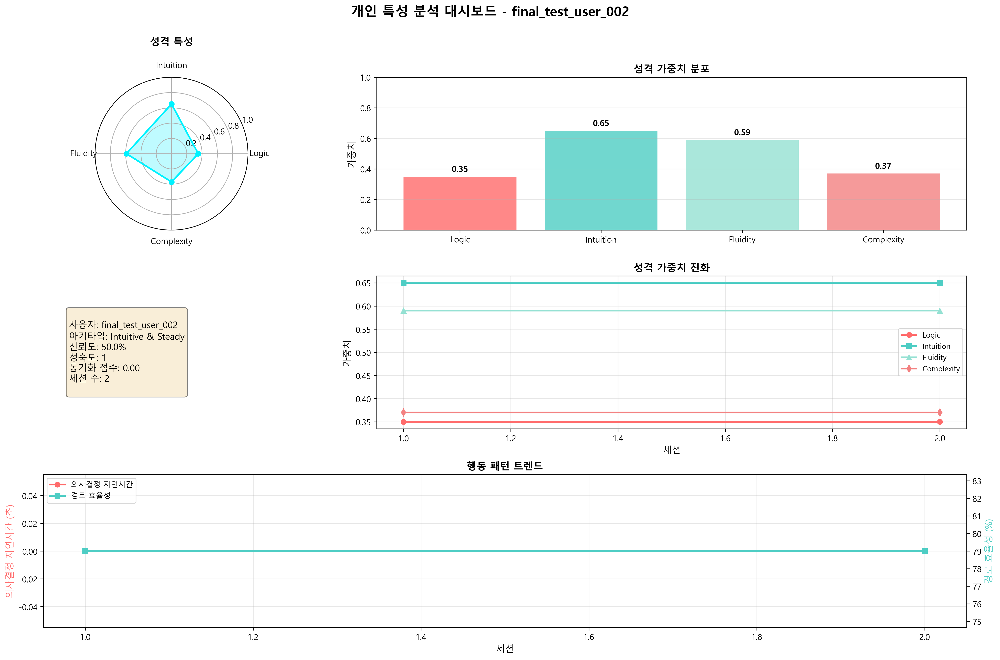 개인 특성 분석 대시보드 - final_test_user_002
성격 특성
Intuition
Fluidity
Logic
Complexity
0.2
0.4
0.6
0.8
1.0
성격 가중치 분포
가중치
1.0
0.8
0.6
0.4
0.2
0.0
0.35
0.65
0.59
0.37
Logic
Intuition
Fluidity
Complexity
사용자: final_test_user_002
아키타입: Intuitive & Steady
신뢰도: 50.0%
성숙도: 1
동기화 점수: 0.00
세션 수: 2
성격 가중치 진화
가중치
0.65
0.60
0.55
0.50
0.45
0.40
0.35
Logic
Intuition
Fluidity
Complexity
1.0
1.2
1.4
1.6
1.8
2.0
세션
행동 패턴 트렌드
의사결정 지연시간
경로 효율성
의사결정 지연시간 (초)
0.04
0.02
0.00
-0.02
-0.04
83
82
81
80
79
78
77
76
75
경로 효율성 (%)
1.0
1.2
1.4
1.6
1.8
2.0
세션